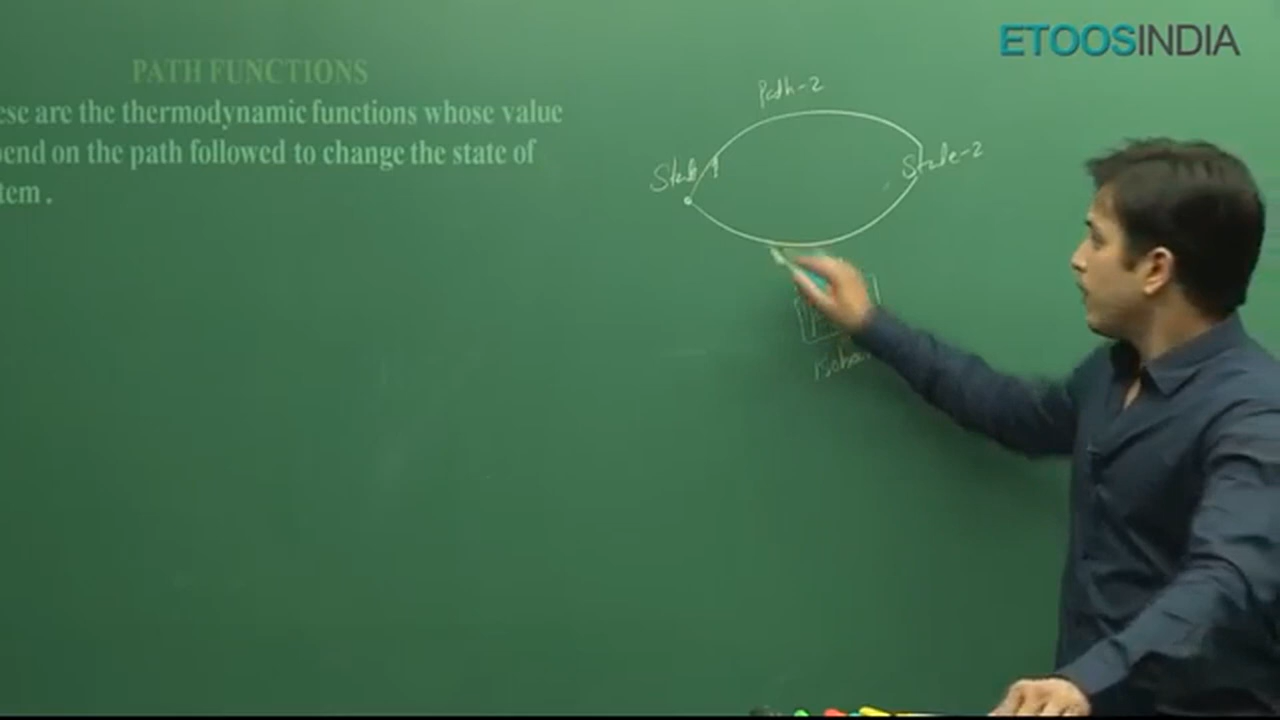 ETOOSINDIA
PATH FUNCTIONS
ese are the thermodynamic functions whose value
end on the path followed to change the state of
tem .
Path-2
State-1
State-2